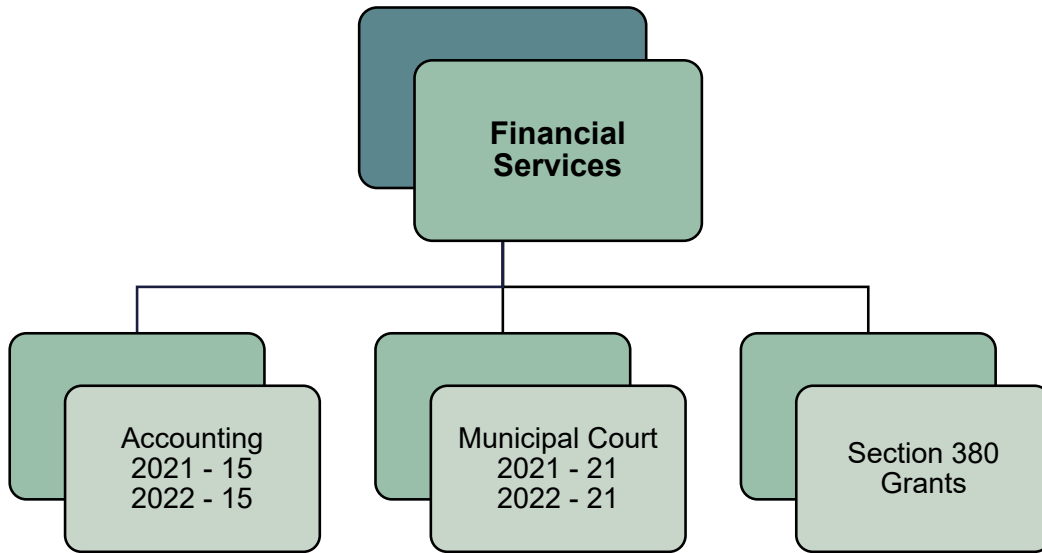 Financial
Services
Accounting
2021 - 15
2022 - 15
Municipal Court
2021 - 21
2022 - 21
Section 380
Grants